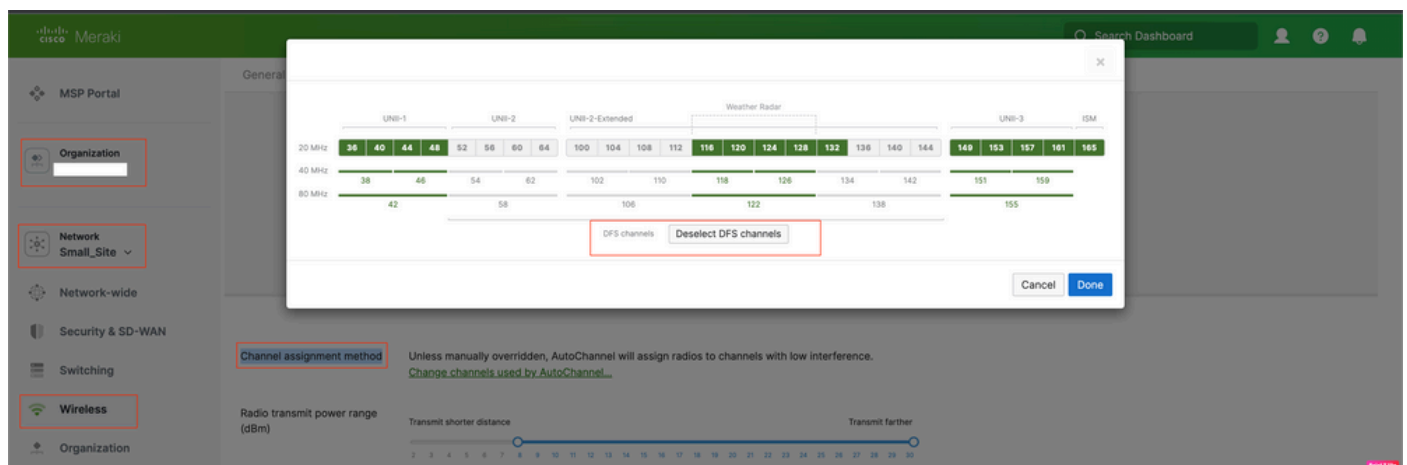 cisco Meraki
Search Dashboard
General
×
MSP Portal
Organization
Network
Small_Site
Network-wide
Security & SD-WAN
Switching
Wireless
Organization
Weather Radar
UNII-1 UNII-2 UNII-2-Extended UNII-3 ISM
20 MHz 36 40 44 48 52 56 60 64 100 104 108 112 116 120 124 128 132 136 140 144 149 153 157 161 165
40 MHz
38 46 54 62 102 110 118 126 134 142 151 159
80 MHz
42 58 106 122 138 155
DFS channels Deselect DFS channels
Cancel Done
Channel assignment method Unless manually overridden, AutoChannel will assign radios to channels with low interference.
Change channels used by AutoChannel...
Radio transmit power range
(dBm)
Transmit shorter distance Transmit farther
2 3 4 5 6 7 8 9 10 11 12 13 14 15 16 17 18 19 20 21 22 23 24 25 26 27 28 29 30